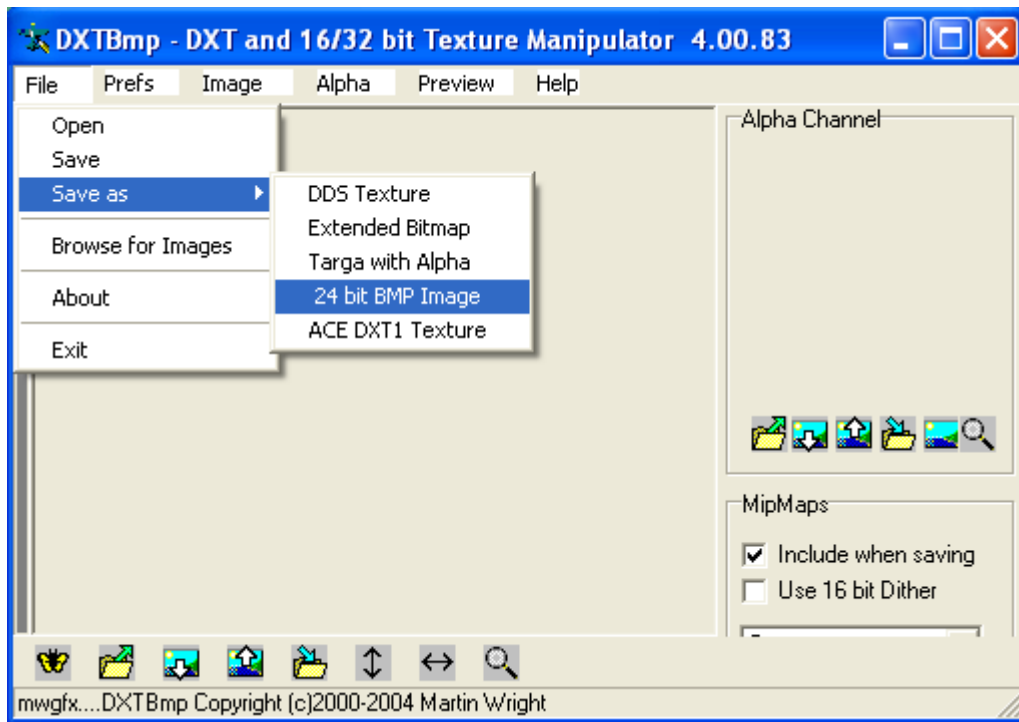 DXTBmp - DXT and 16/32 bit Texture Manipulator 4.00.83
File Prefs Image Alpha Preview Help
Open
Save
Save as
Browse for Images
About
Exit
DDS Texture
Extended Bitmap
Targa with Alpha
24 bit BMP Image
ACE DXT1 Texture
Alpha Channel
MipMaps
Include when saving
Use 16 bit Dither
mwgfx....DXTBmp Copyright (c)2000-2004 Martin Wright